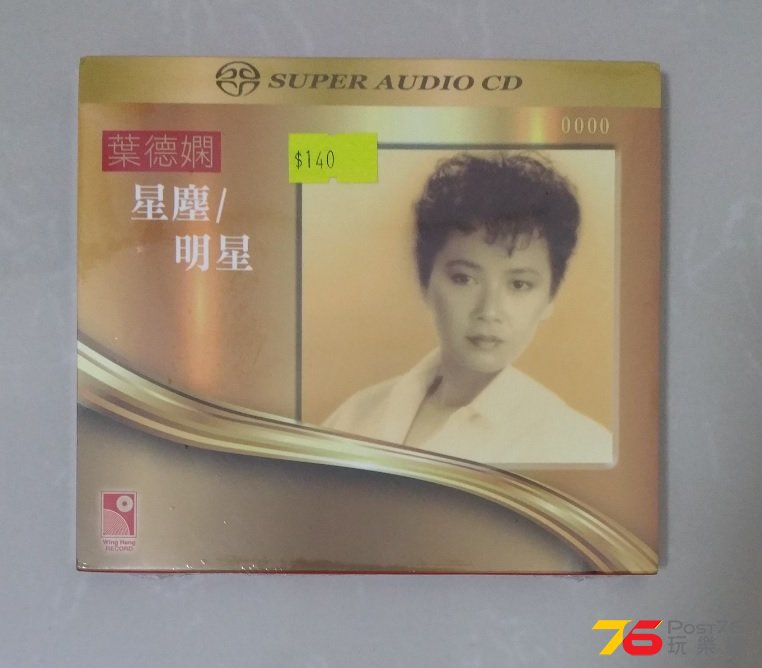 SUPER AUDIO CD
0000
葉德嫻
$140
星塵/
明星
Wing Hang
RECORD
76 POST76
玩樂